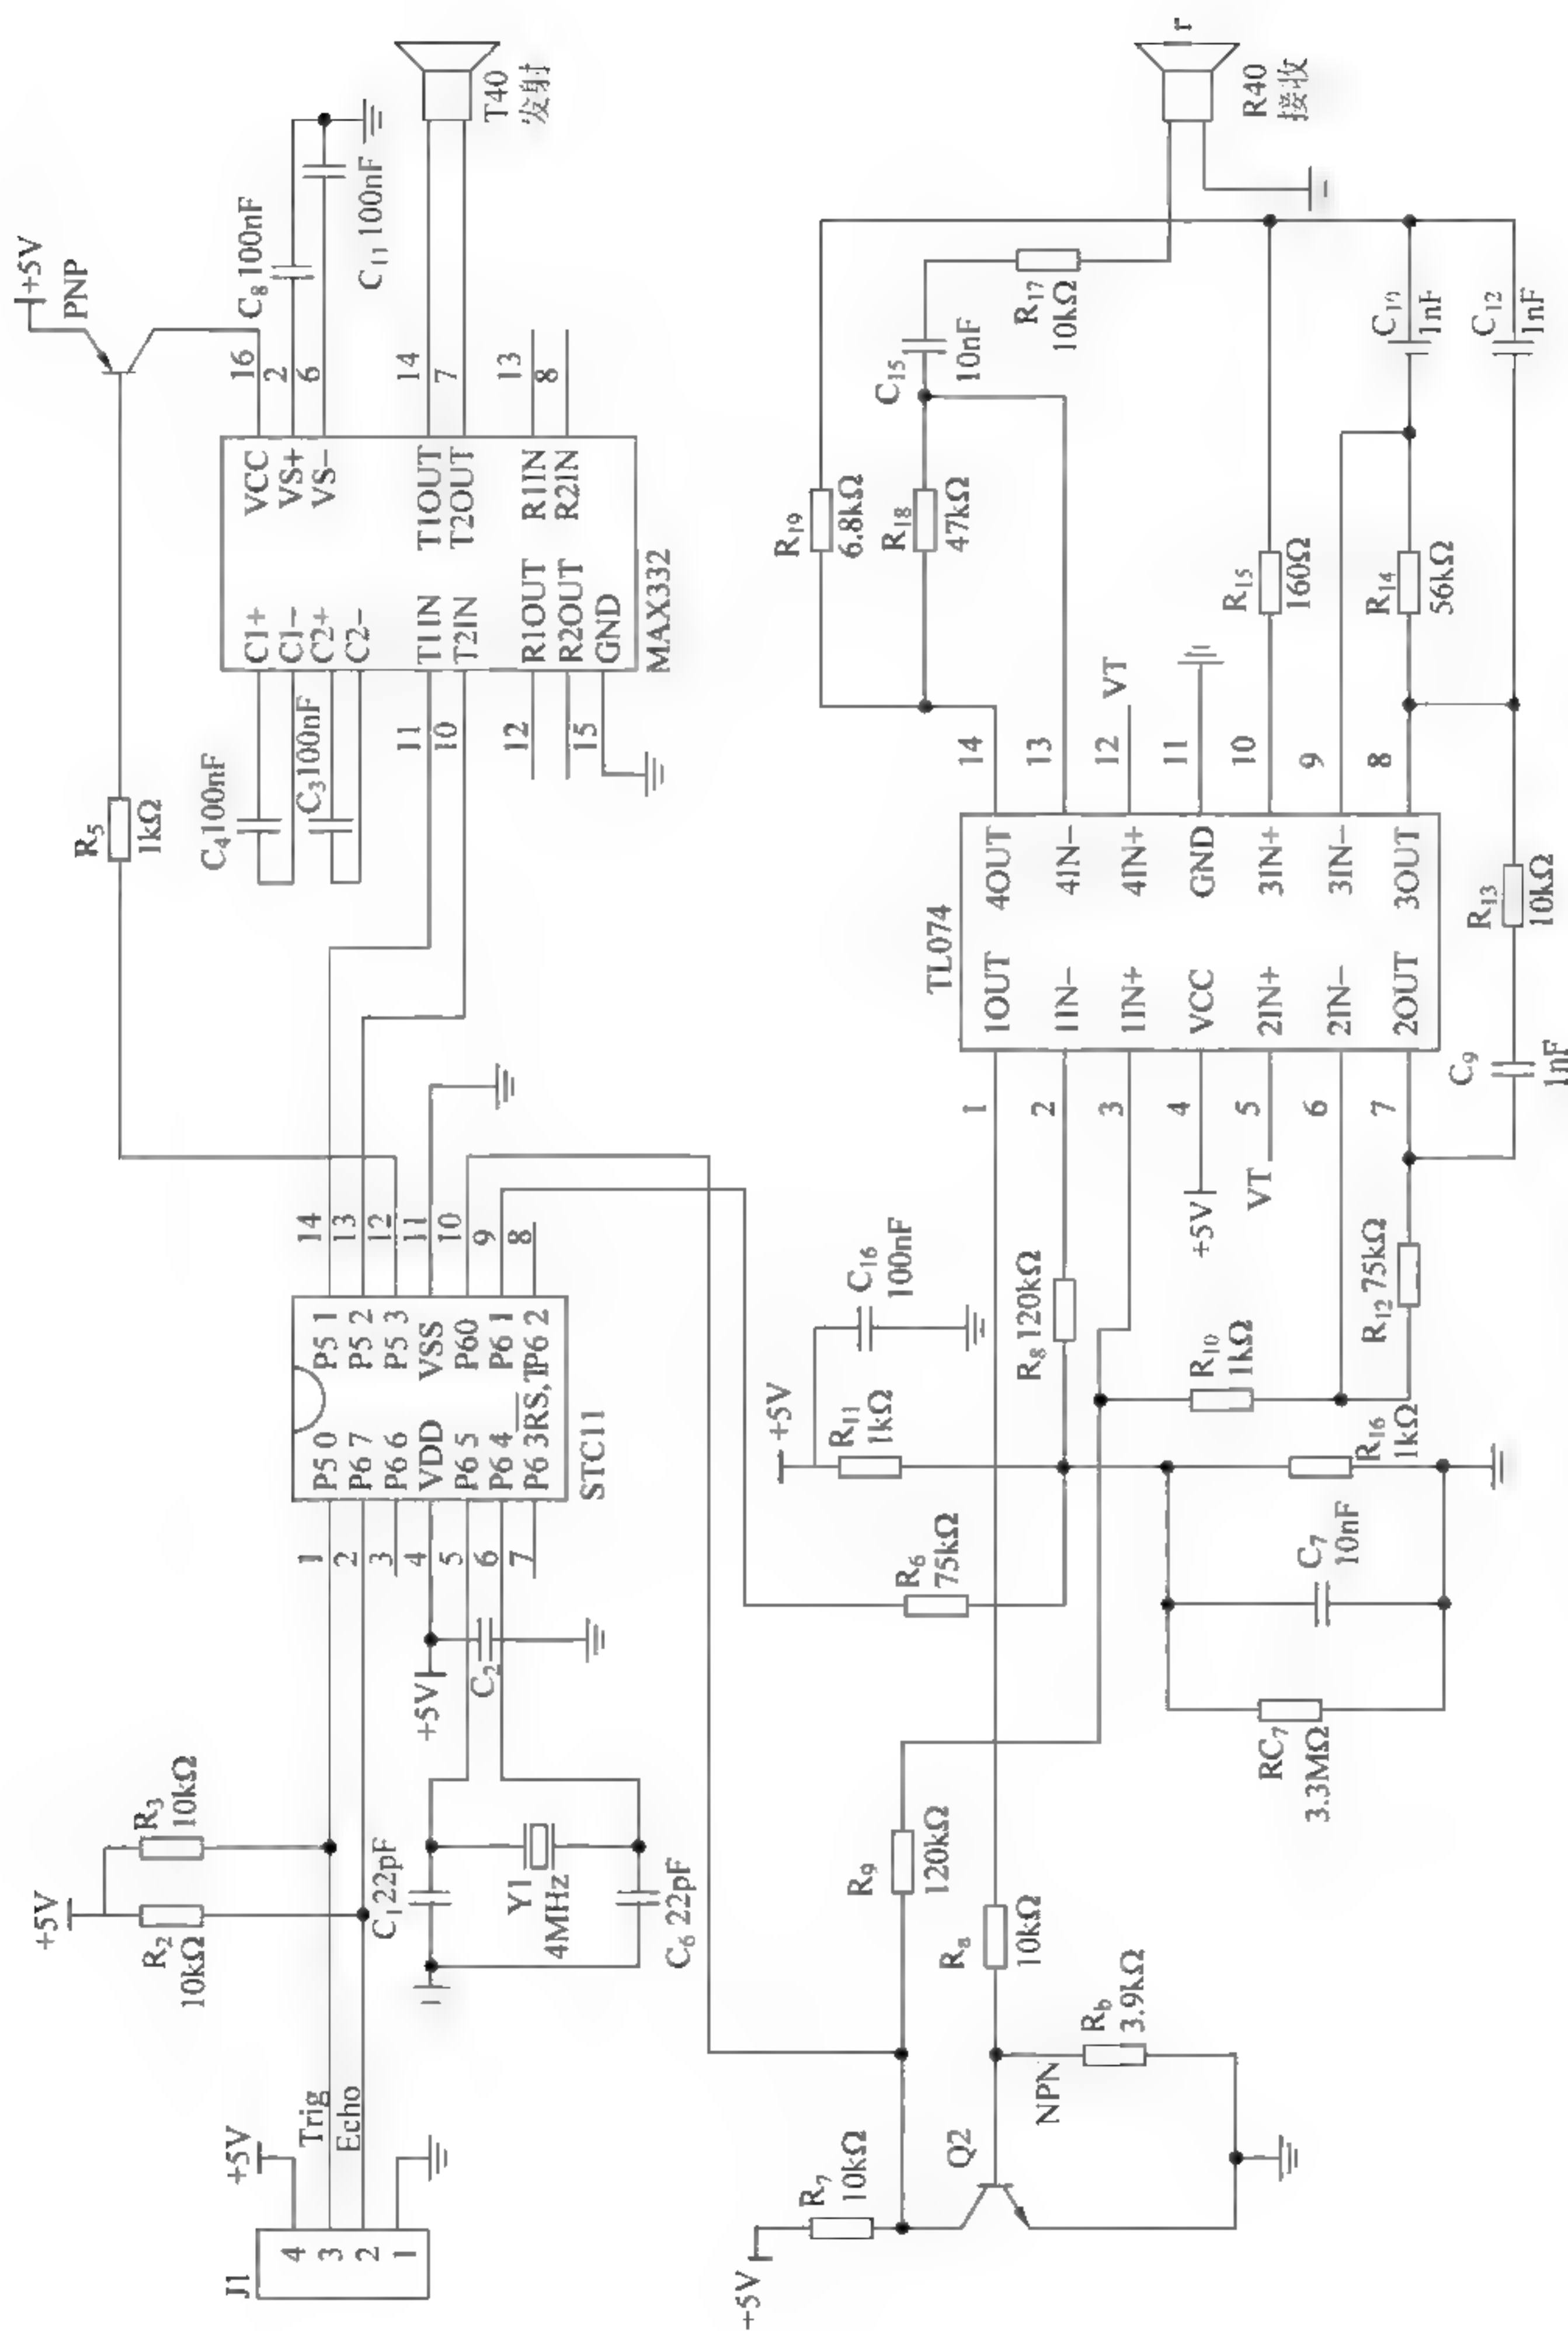 J1
4
3
2
1
+5V
Trig
Echo
+5V
R2
10kΩ
R3
10kΩ
C1 22pF
Y1
4MHz
C6 22pF
+5V
C2
1
2
3
4
5
6
7
P5 0
P6 7
P6 6
VDD
P6 5
P6 4
P6 3
P5 1
P5 2
P5 3
VSS
P60
P6 1
P6 2
STC11
14
13
12
11
10
9
8
R5
1kΩ
+5V
PNP
C4 100nF
C3 100nF
11
10
12
15
C1+
C1−
C2+
C2−
T1IN
T2IN
R1OUT
R2OUT
GND
VCC
VS+
VS−
T1OUT
T2OUT
R1IN
R2IN
MAX332
16
2
6
14
7
13
8
C8 100nF
C11 100nF
T40
发射
+5V
R7
10kΩ
Q2
NPN
Ra
10kΩ
Rb
3.9kΩ
R9
120kΩ
R6
75kΩ
RC7
3.3MΩ
C7
10nF
+5V
R11
1kΩ
C16
100nF
R8 120kΩ
R10
1kΩ
R16
1kΩ
R12 75kΩ
+5V
VT
1
2
3
4
5
6
7
TL074
1OUT
1IN−
1IN+
VCC
2IN+
2IN−
2OUT
4OUT
4IN−
4IN+
GND
3IN+
3IN−
3OUT
14
13
12
11
10
9
8
VT
C9
1nF
R13
10kΩ
R19
6.8kΩ
R18
47kΩ
R15
160Ω
R14
56kΩ
C15
10nF
R17
10kΩ
C10
1nF
C12
1nF
R40
接收
r